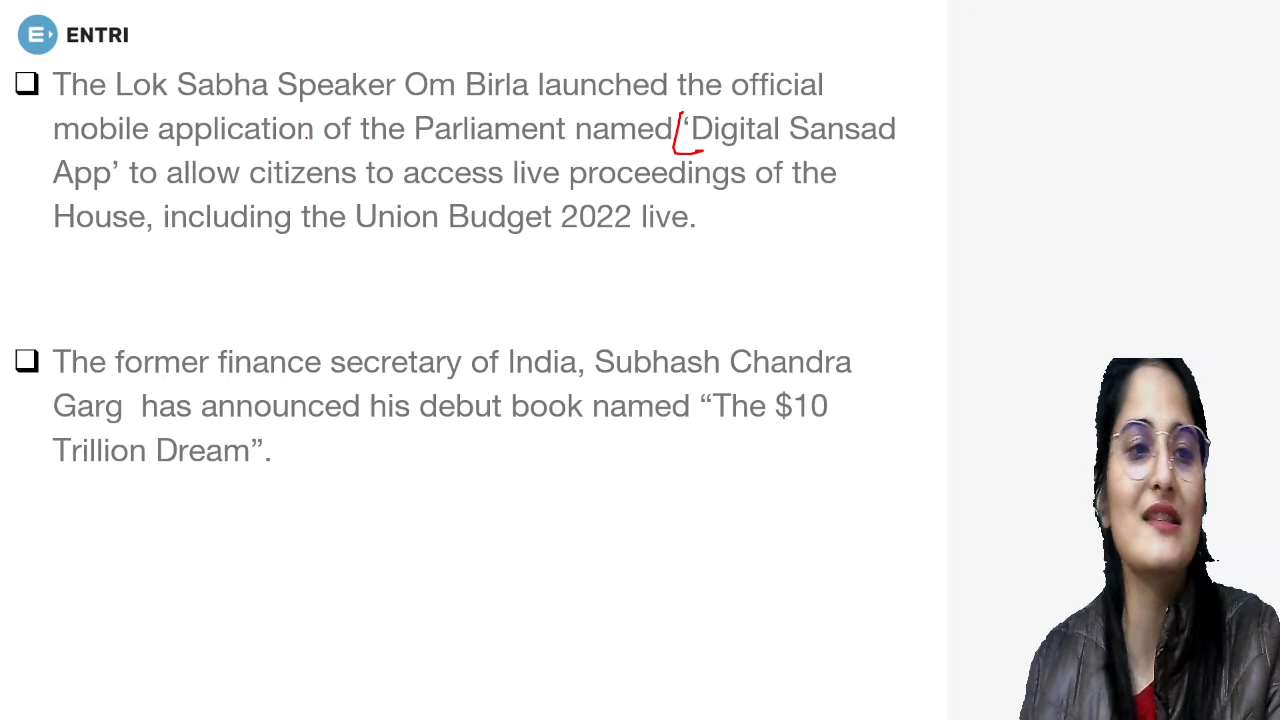 ENTRI
The Lok Sabha Speaker Om Birla launched the official
mobile application of the Parliament named ‘Digital Sansad
App’ to allow citizens to access live proceedings of the
House, including the Union Budget 2022 live.
The former finance secretary of India, Subhash Chandra
Garg  has announced his debut book named “The $10
Trillion Dream”.